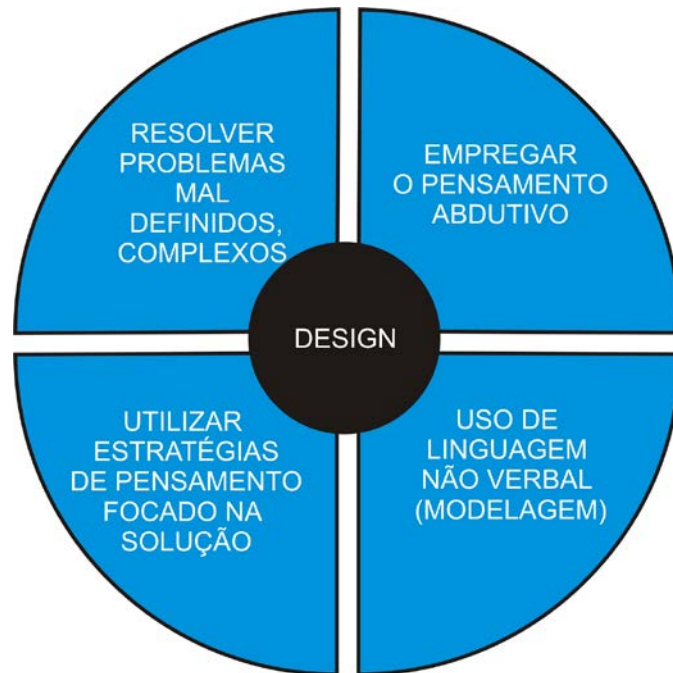 RESOLVER
PROBLEMAS
MAL
DEFINIDOS,
COMPLEXOS
EMPREGAR
O PENSAMENTO
ABDUTIVO
DESIGN
UTILIZAR
ESTRATÉGIAS
DE PENSAMENTO
FOCADO NA
SOLUÇÃO
USO DE
LINGUAGEM
NÃO VERBAL
(MODELAGEM)